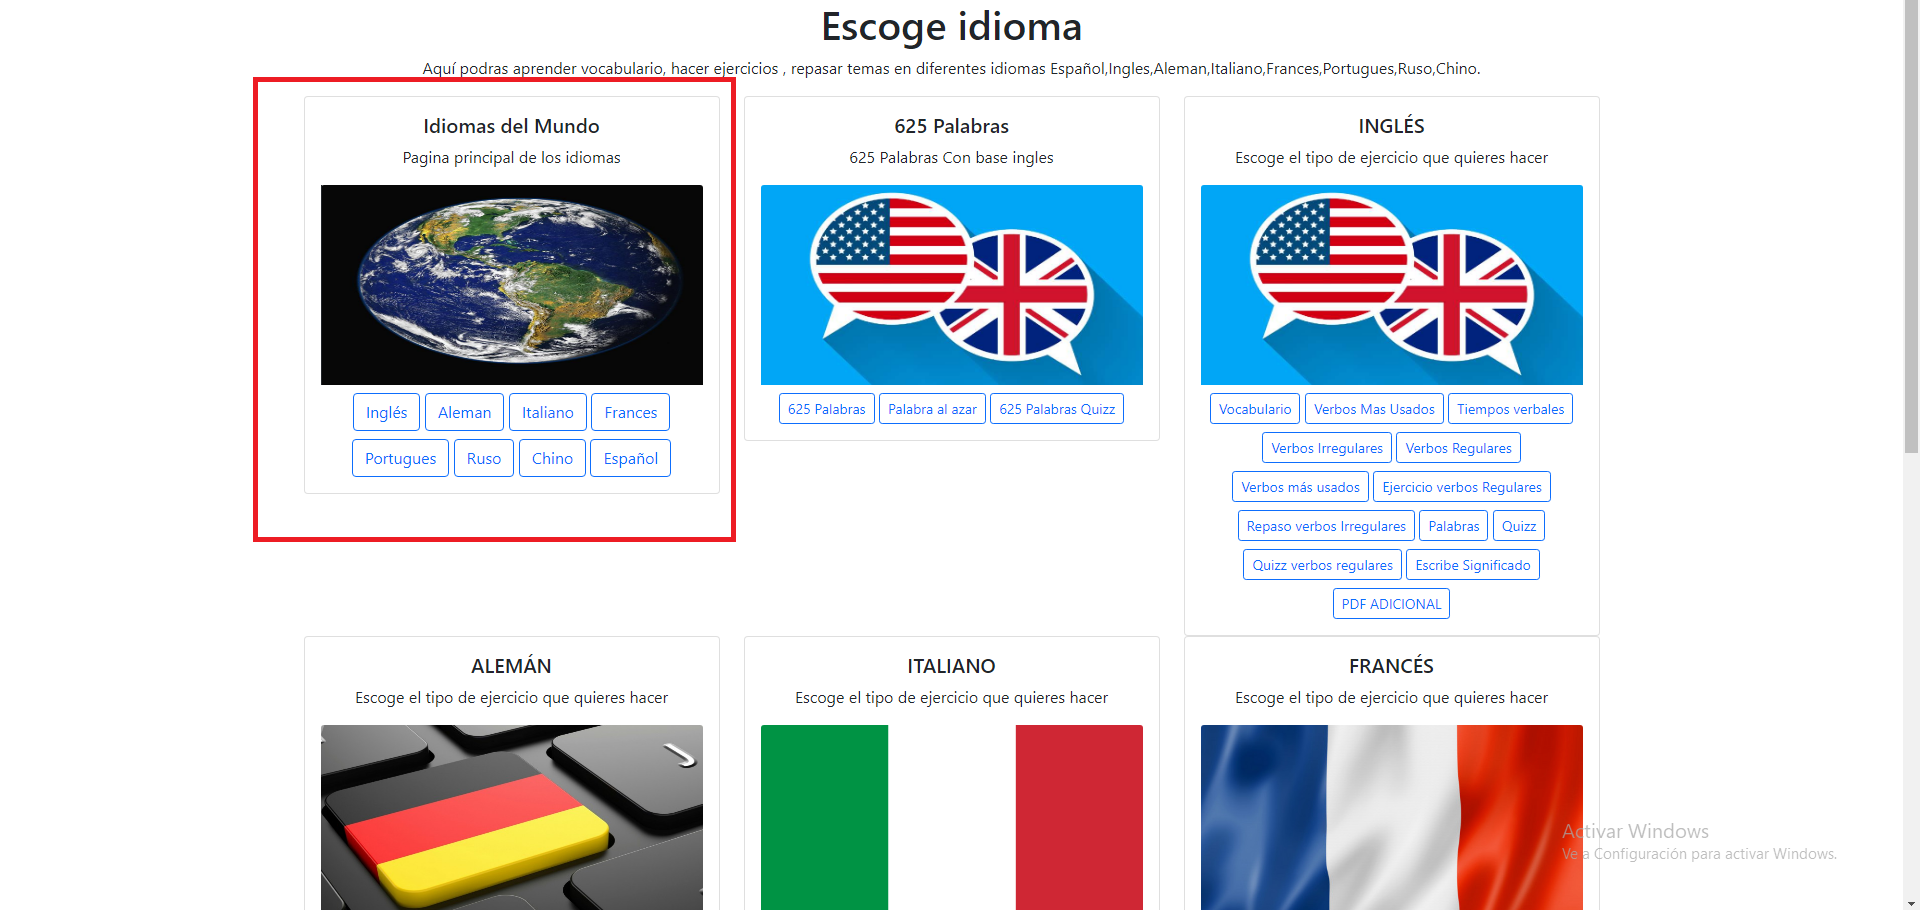 Escoge idioma
Aquí podras aprender vocabulario, hacer ejercicios , repasar temas en diferentes idiomas Español,Ingles,Aleman,Italiano,Frances,Portugues,Ruso,Chino.
Idiomas del Mundo
Pagina principal de los idiomas
Inglés Aleman Italiano Frances
Portugues Ruso Chino Español
625 Palabras
625 Palabras Con base ingles
625 Palabras Palabra al azar 625 Palabras Quizz
INGLÉS
Escoge el tipo de ejercicio que quieres hacer
Vocabulario Verbos Mas Usados Tiempos verbales
Verbos Irregulares Verbos Regulares
Verbos más usados Ejercicio verbos Regulares
Repaso verbos Irregulares Palabras Quizz
Quizz verbos regulares Escribe Significado
PDF ADICIONAL
ALEMÁN
Escoge el tipo de ejercicio que quieres hacer
J
ITALIANO
Escoge el tipo de ejercicio que quieres hacer
FRANCÉS
Escoge el tipo de ejercicio que quieres hacer
Activar Windows
Ve a Configuración para activar Windows.